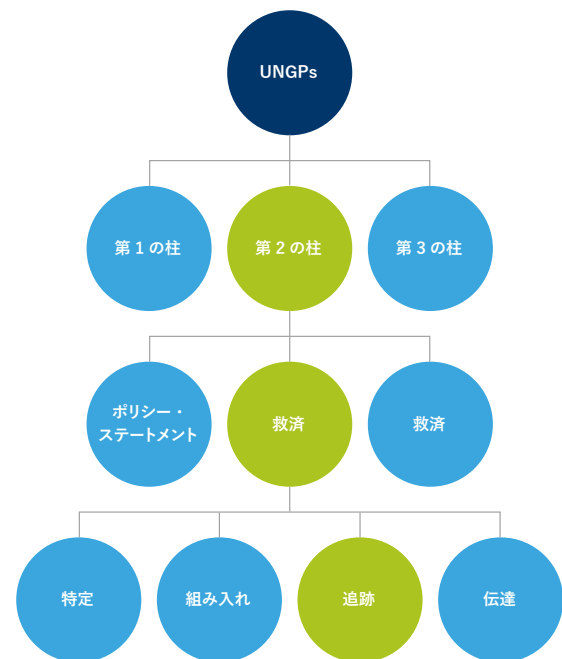 UNGPs
第 1 の柱
第 2 の柱
第 3 の柱
ポリシー・
ステートメント
救済
救済
特定
組み入れ
追跡
伝達